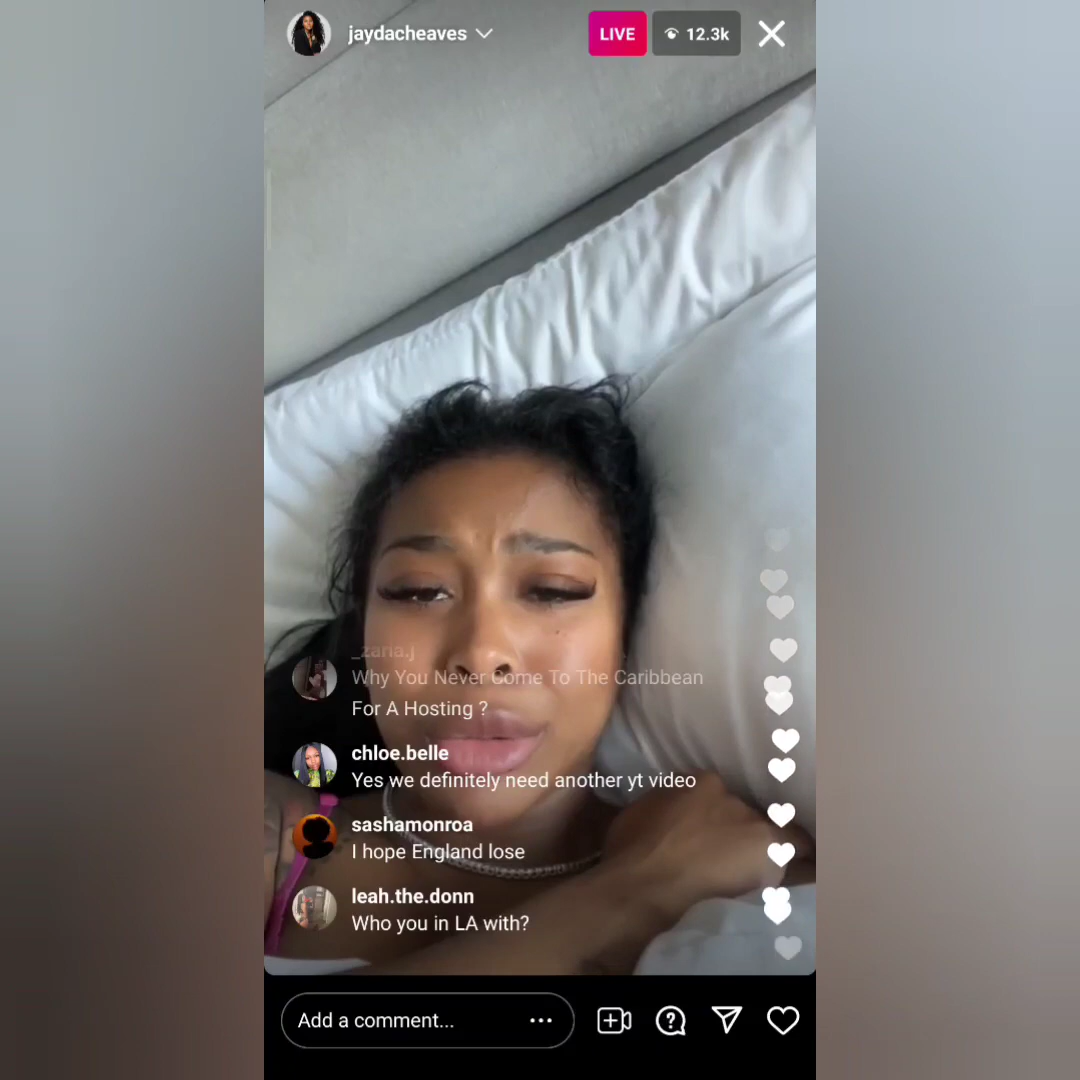 jaydacheaves
LIVE
12.3k
_zaria.j
Why You Never Come To The Caribbean
For A Hosting ?
chloe.belle
Yes we definitely need another yt video
sashamonroa
I hope England lose
leah.the.donn
Who you in LA with?
Add a comment...